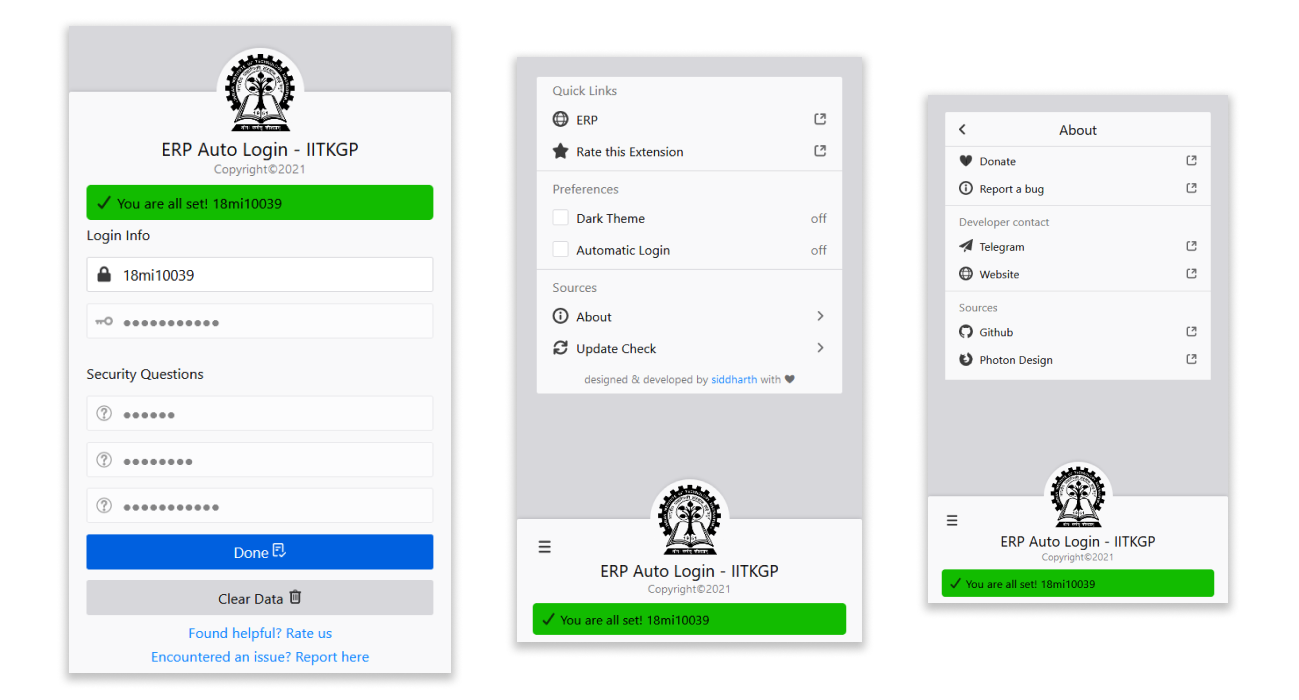 ERP Auto Login - IITKGP
Copyright©2021
You are all set! 18mi10039
Login Info
18mi10039
●●●●●●●●●●●
Security Questions
●●●●●●
●●●●●●●●
●●●●●●●●●●●
Done
Clear Data
Found helpful? Rate us
Encountered an issue? Report here
Quick Links
ERP
Rate this Extension
Preferences
Dark Theme off
Automatic Login off
Sources
About
Update Check
designed & developed by siddharth with ♥
ERP Auto Login - IITKGP
Copyright©2021
You are all set! 18mi10039
About
Donate
Report a bug
Developer contact
Telegram
Website
Sources
Github
Photon Design
ERP Auto Login - IITKGP
Copyright©2021
You are all set! 18mi10039